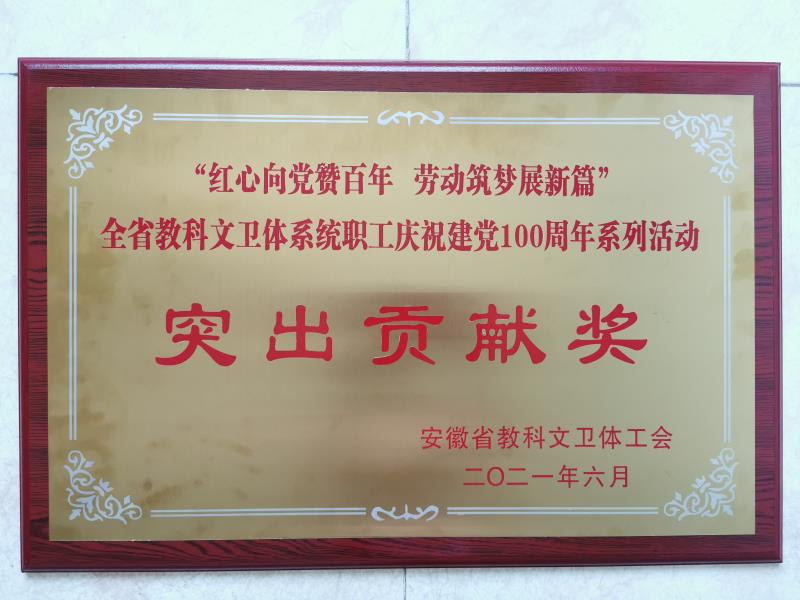 “红心向党赞百年 劳动筑梦展新篇”
全省教科文卫体系统职工庆祝建党100周年系列活动
突出贡献奖
安徽省教科文卫体工会
二〇二一年六月